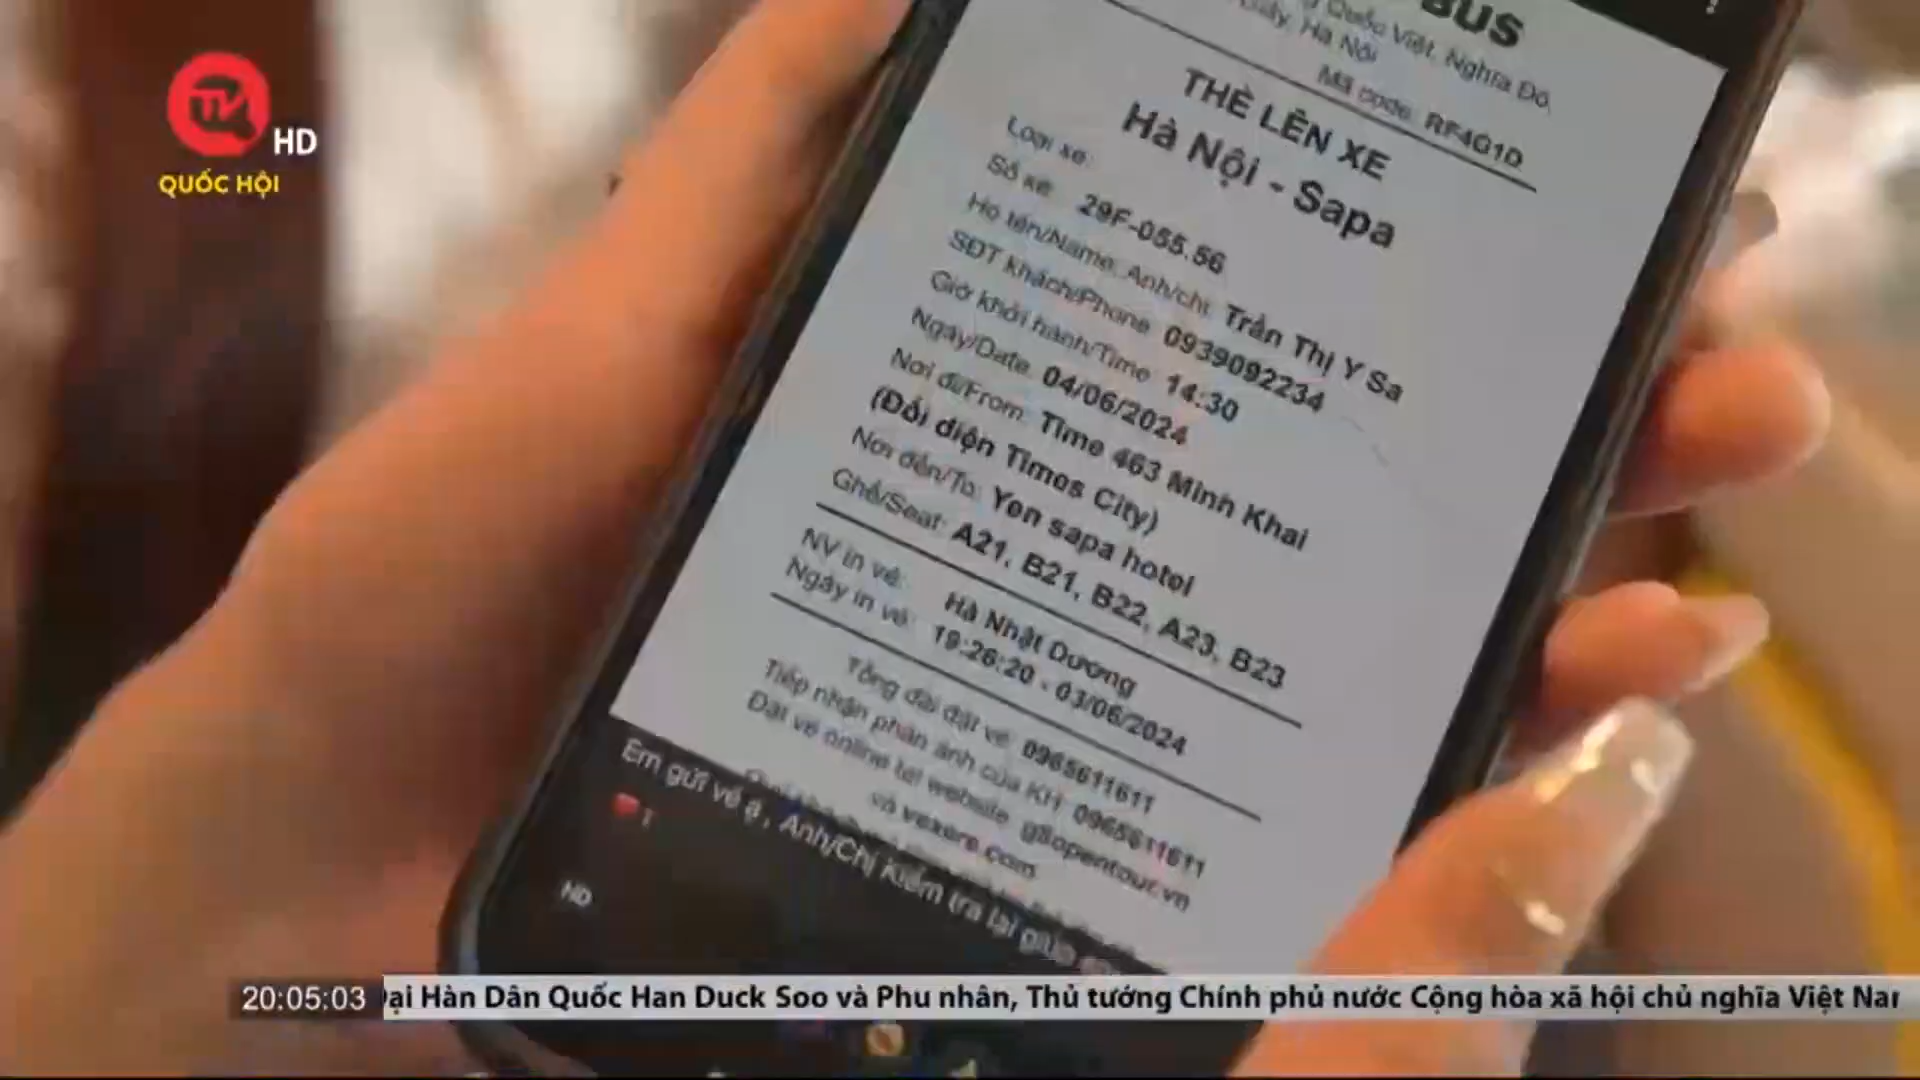 HD
QUỐC HỘI
BUS
Quốc Việt, Nghĩa Đô,
Giấy, Hà Nội
Mã code: RF4G1D
THẺ LÊN XE
Hà Nội - Sapa
Loại xe:
Số xe: 29F-055.56
Họ tên/Name: Anh/chị: Trần Thị Y Sa
SĐT khách/Phone: 0939092234
Giờ khởi hành/Time: 14:30
Ngày/Date: 04/06/2024
Nơi đi/From: Time 463 Minh Khai
(Đối diện Times City)
Nơi đến/To: Yen sapa hotel
Ghế/Seat: A21, B21, B22, A23, B23
NV in vé: Hà Nhật Dương
Ngày in vé: 19:26:20 - 03/06/2024
Tổng đài đặt vé: 0965611611
Tiếp nhận phản ánh của KH: 0965611611
Đặt vé online tại website: g8opentour.vn
và vexere.com
Em gửi vé ạ, Anh/Chị kiểm tra lại giúp
1
HD
20:05:03 ại Hàn Dân Quốc Han Duck Soo và Phu nhân, Thủ tướng Chính phủ nước Cộng hòa xã hội chủ nghĩa Việt Nar